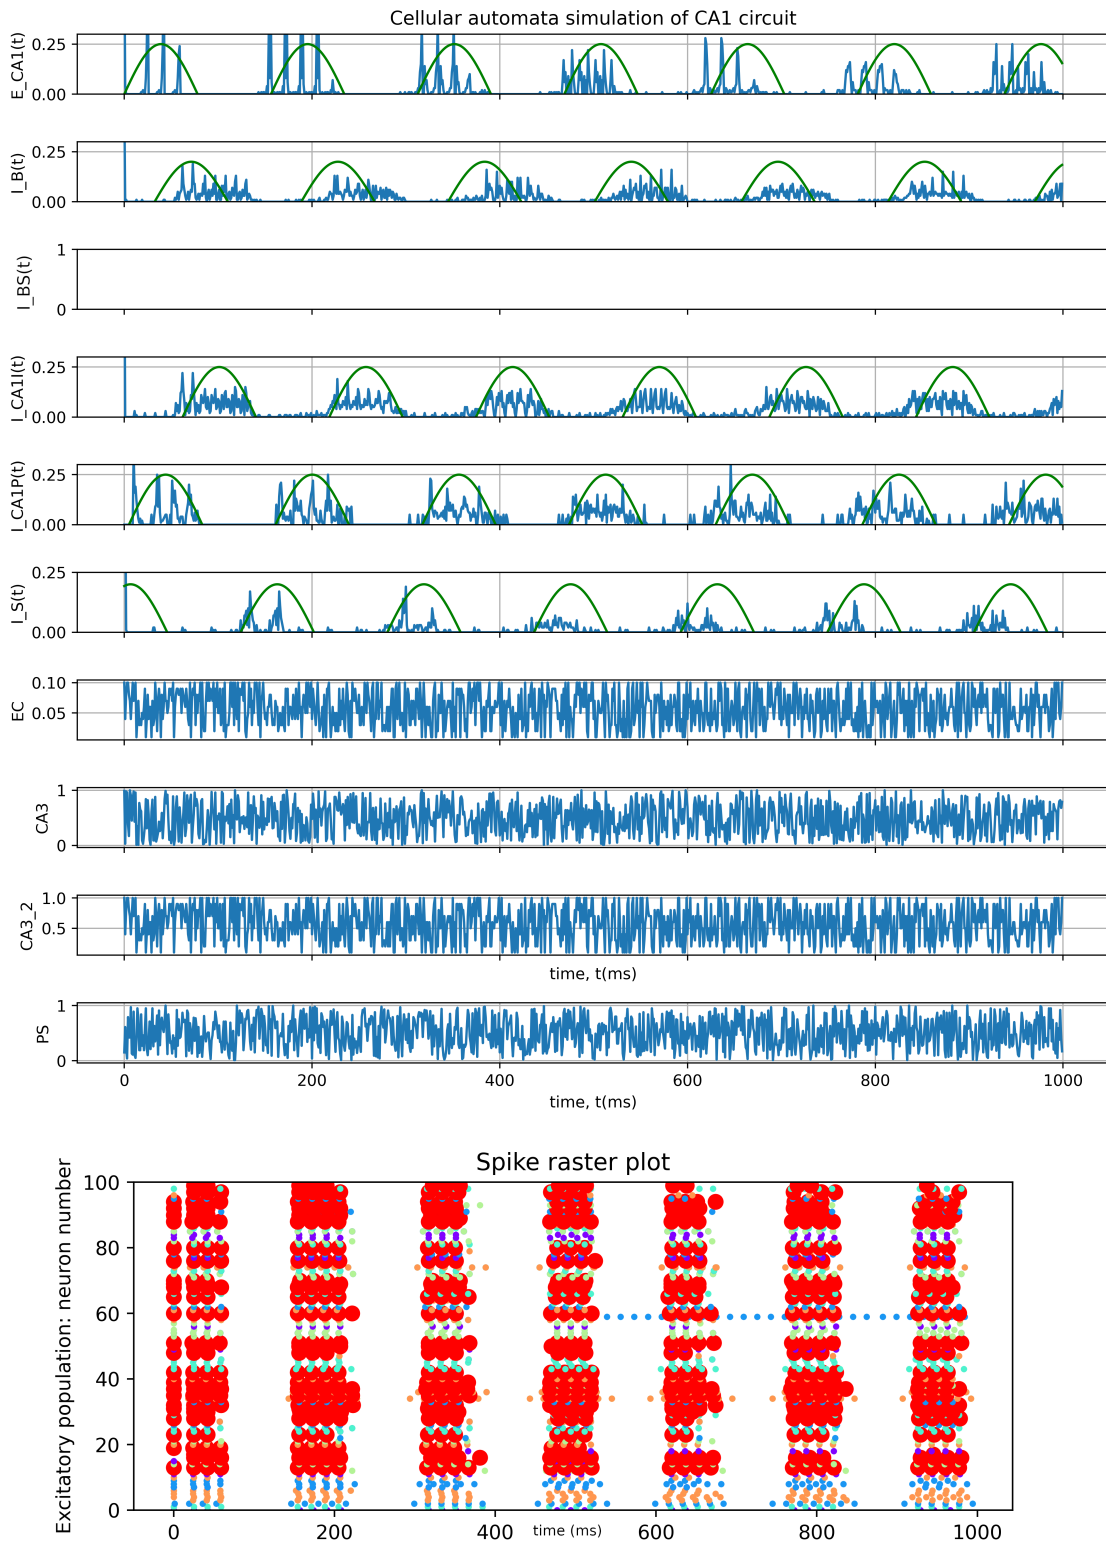 Cellular automata simulation of CA1 circuit
E_CA1(t)
0.25
0.00
I_B(t)
0.25
0.00
I_BS(t)
1
0
I_CA1I(t)
0.25
0.00
I_CA1P(t)
0.25
0.00
I_S(t)
0.25
0.00
EC
0.10
0.05
CA3
1
0
CA3_2
1.0
0.5
time, t(ms)
PS
1
0
0 200 400 600 800 1000
time, t(ms)
Spike raster plot
Excitatory population: neuron number
100
80
60
40
20
0
0 200 400 600 800 1000
time (ms)